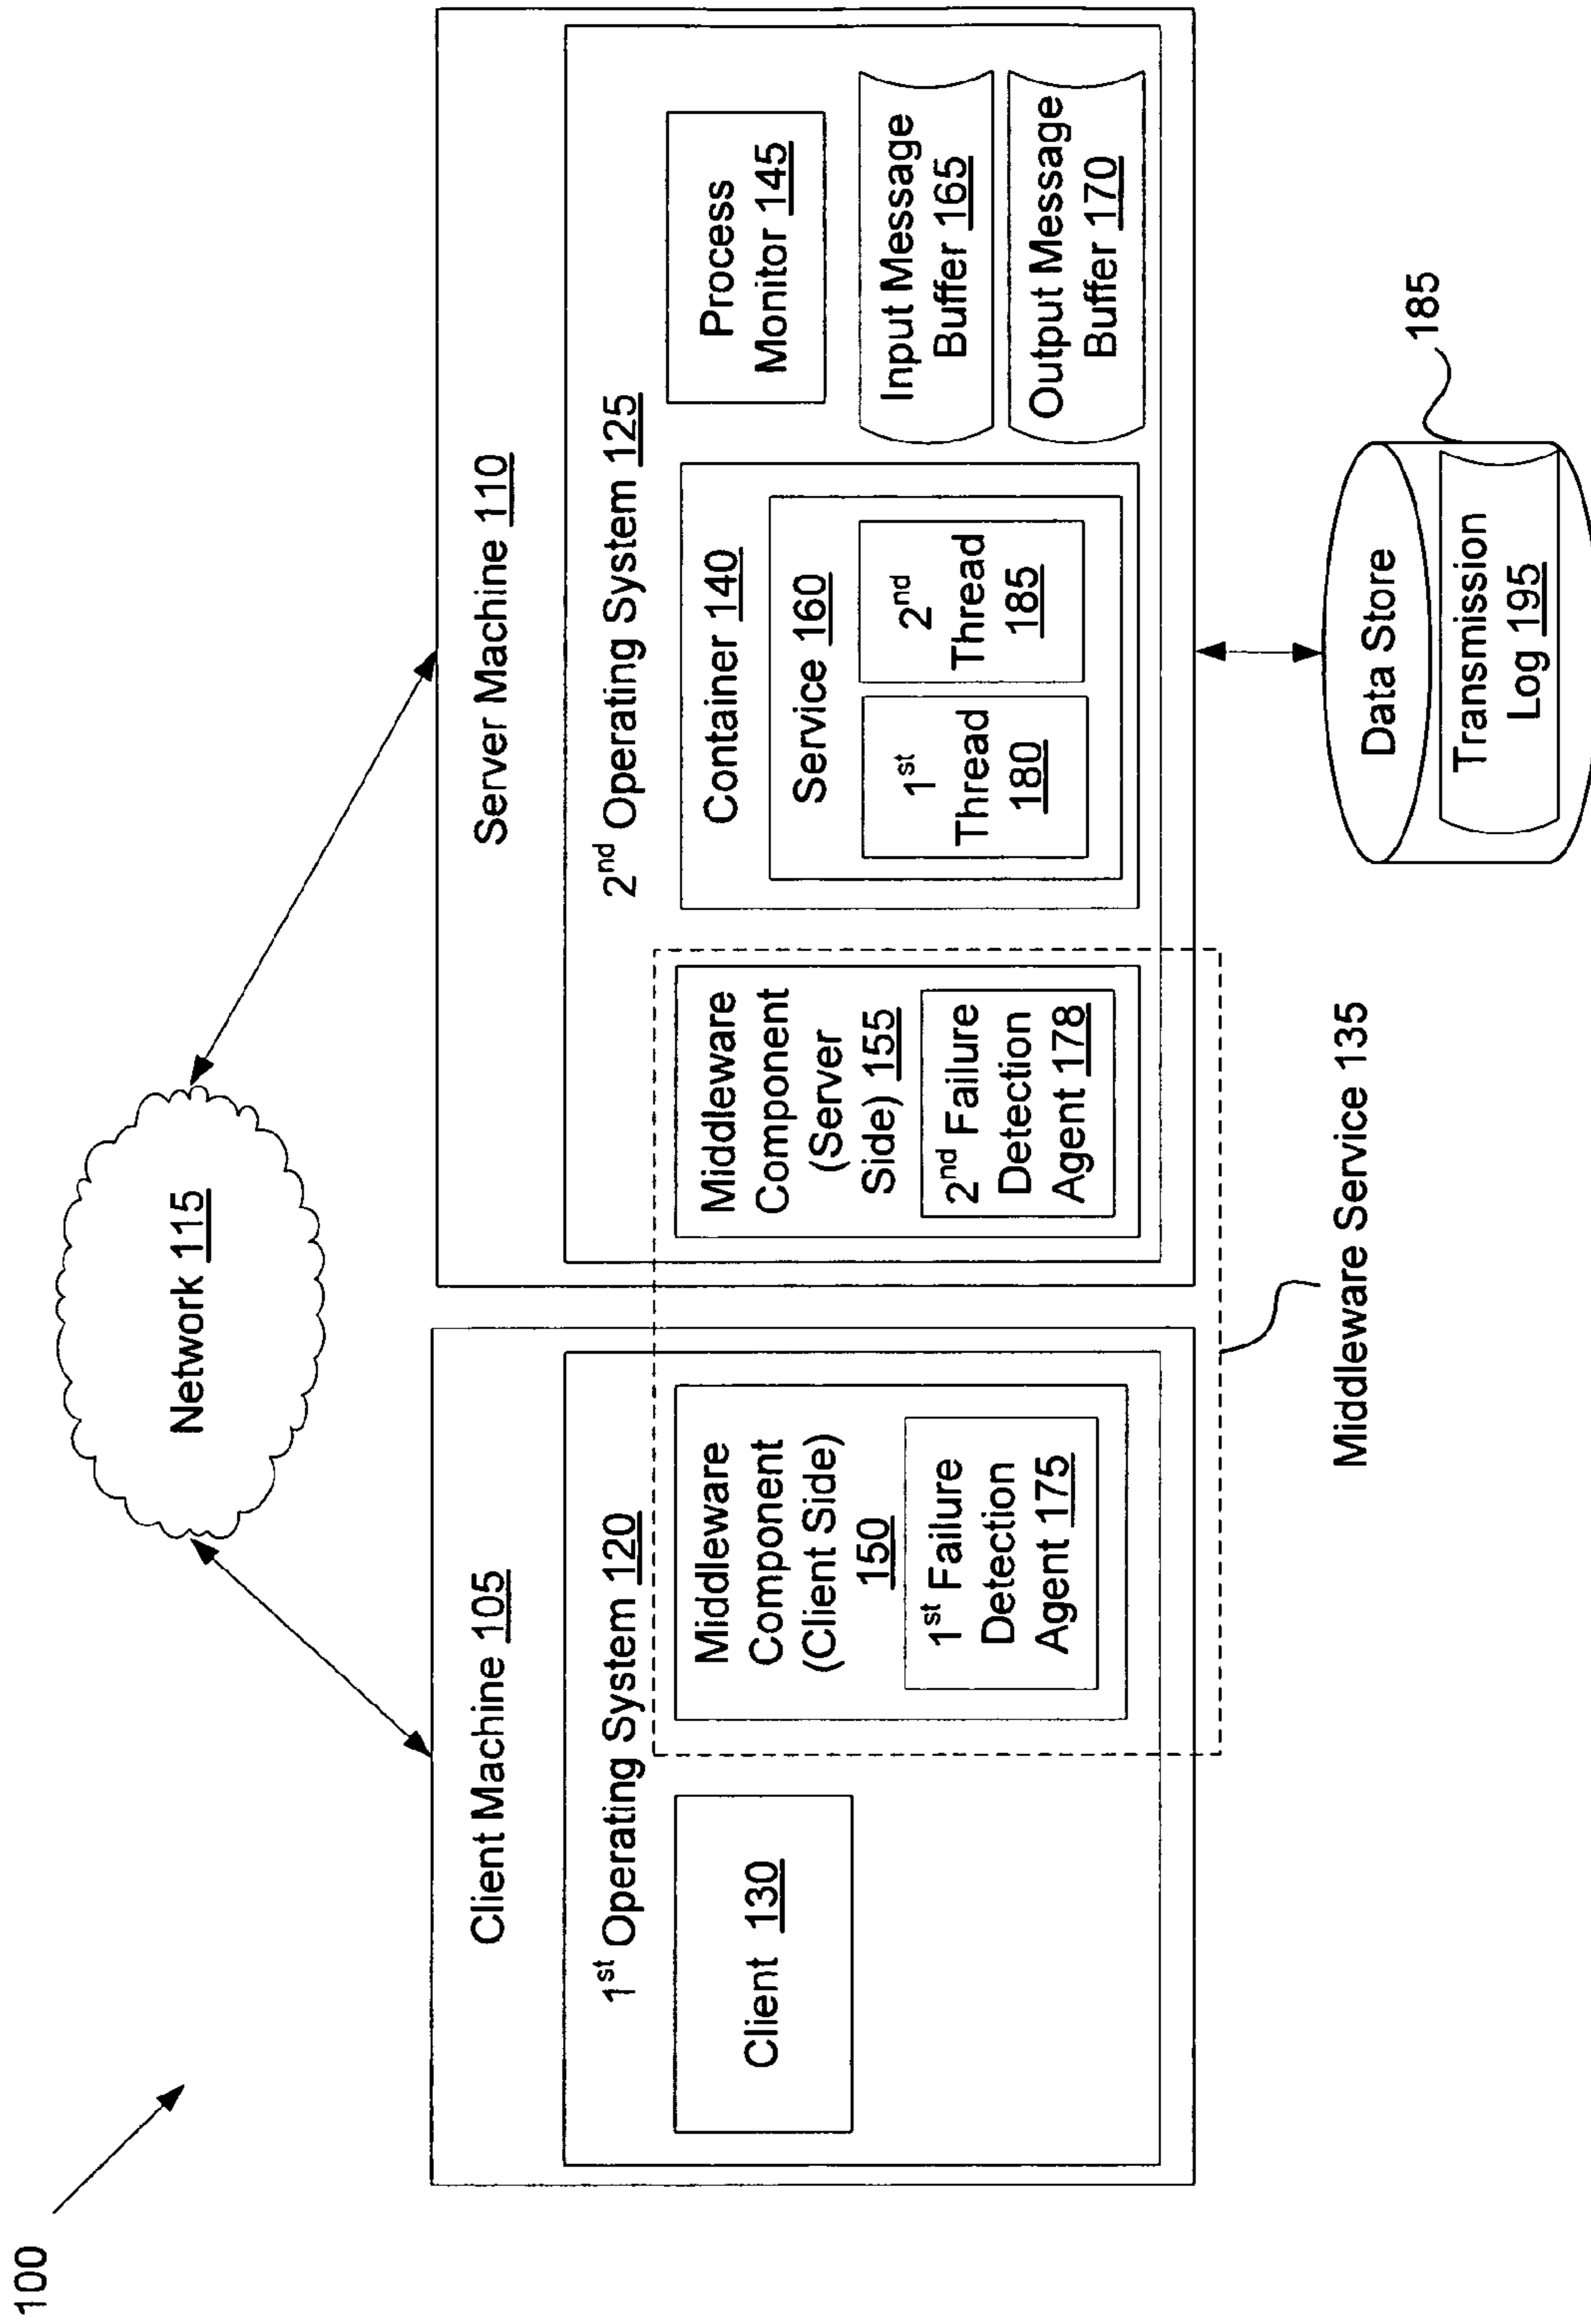 100
Network 115
Client Machine 105
1st Operating System 120
Client 130
Middleware
Component
(Client Side)
150
1st Failure
Detection
Agent 175
Server Machine 110
2nd Operating System 125
Middleware
Component
(Server
Side) 155
2nd Failure
Detection
Agent 178
Container 140
Service 160
1st
Thread
180
2nd
Thread
185
Process
Monitor 145
Input Message
Buffer 165
Output Message
Buffer 170
Middleware Service 135
Data Store
Transmission
Log 195
185